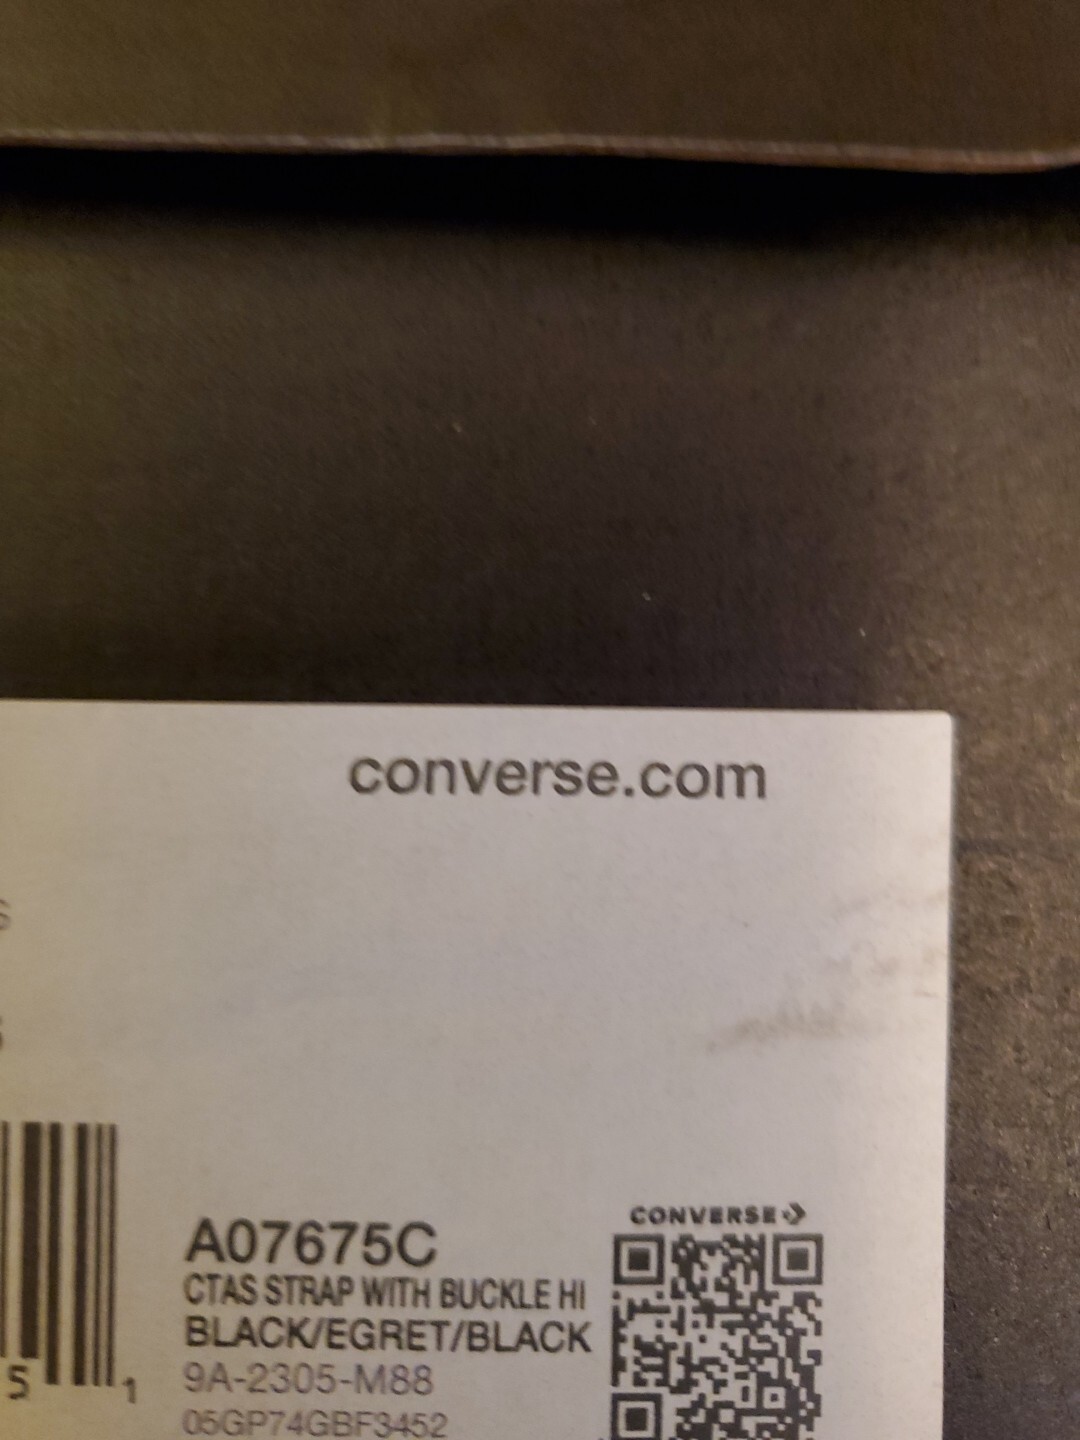 converse.com
CONVERSE
A07675C
CTAS STRAP WITH BUCKLE HI
BLACK/EGRET/BLACK
9A-2305-M88
5 1
05GP74GBF3452